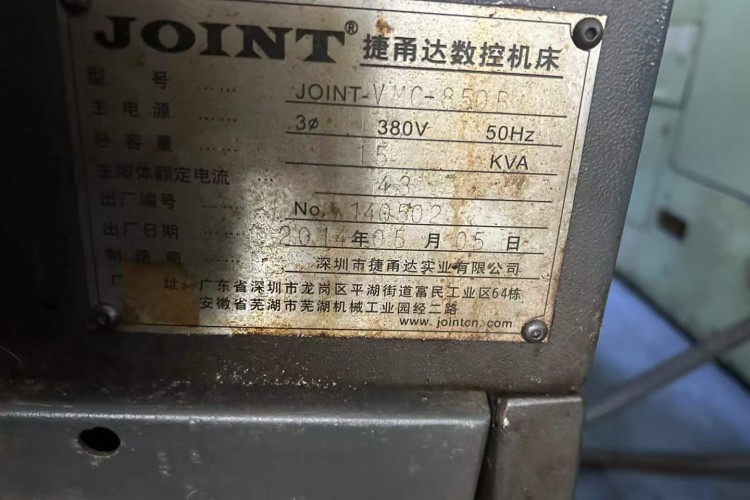 JOINT® 捷甬达数控机床
型 号 …… JOINT-VMC-850B
主 电 源 …… 3ø 380V 50Hz
总 容 量 …… 15 KVA
主熔体额定电流 …… 43
出厂编号 …… No.
出厂日期 …… 2014年05月05日
制 造 商 …… 深圳市捷甬达实业有限公司
厂 址: 广东省深圳市龙岗区平湖街道富民工业区64栋
安徽省芜湖市芜湖机械工业园经二路
www.jointcn.com